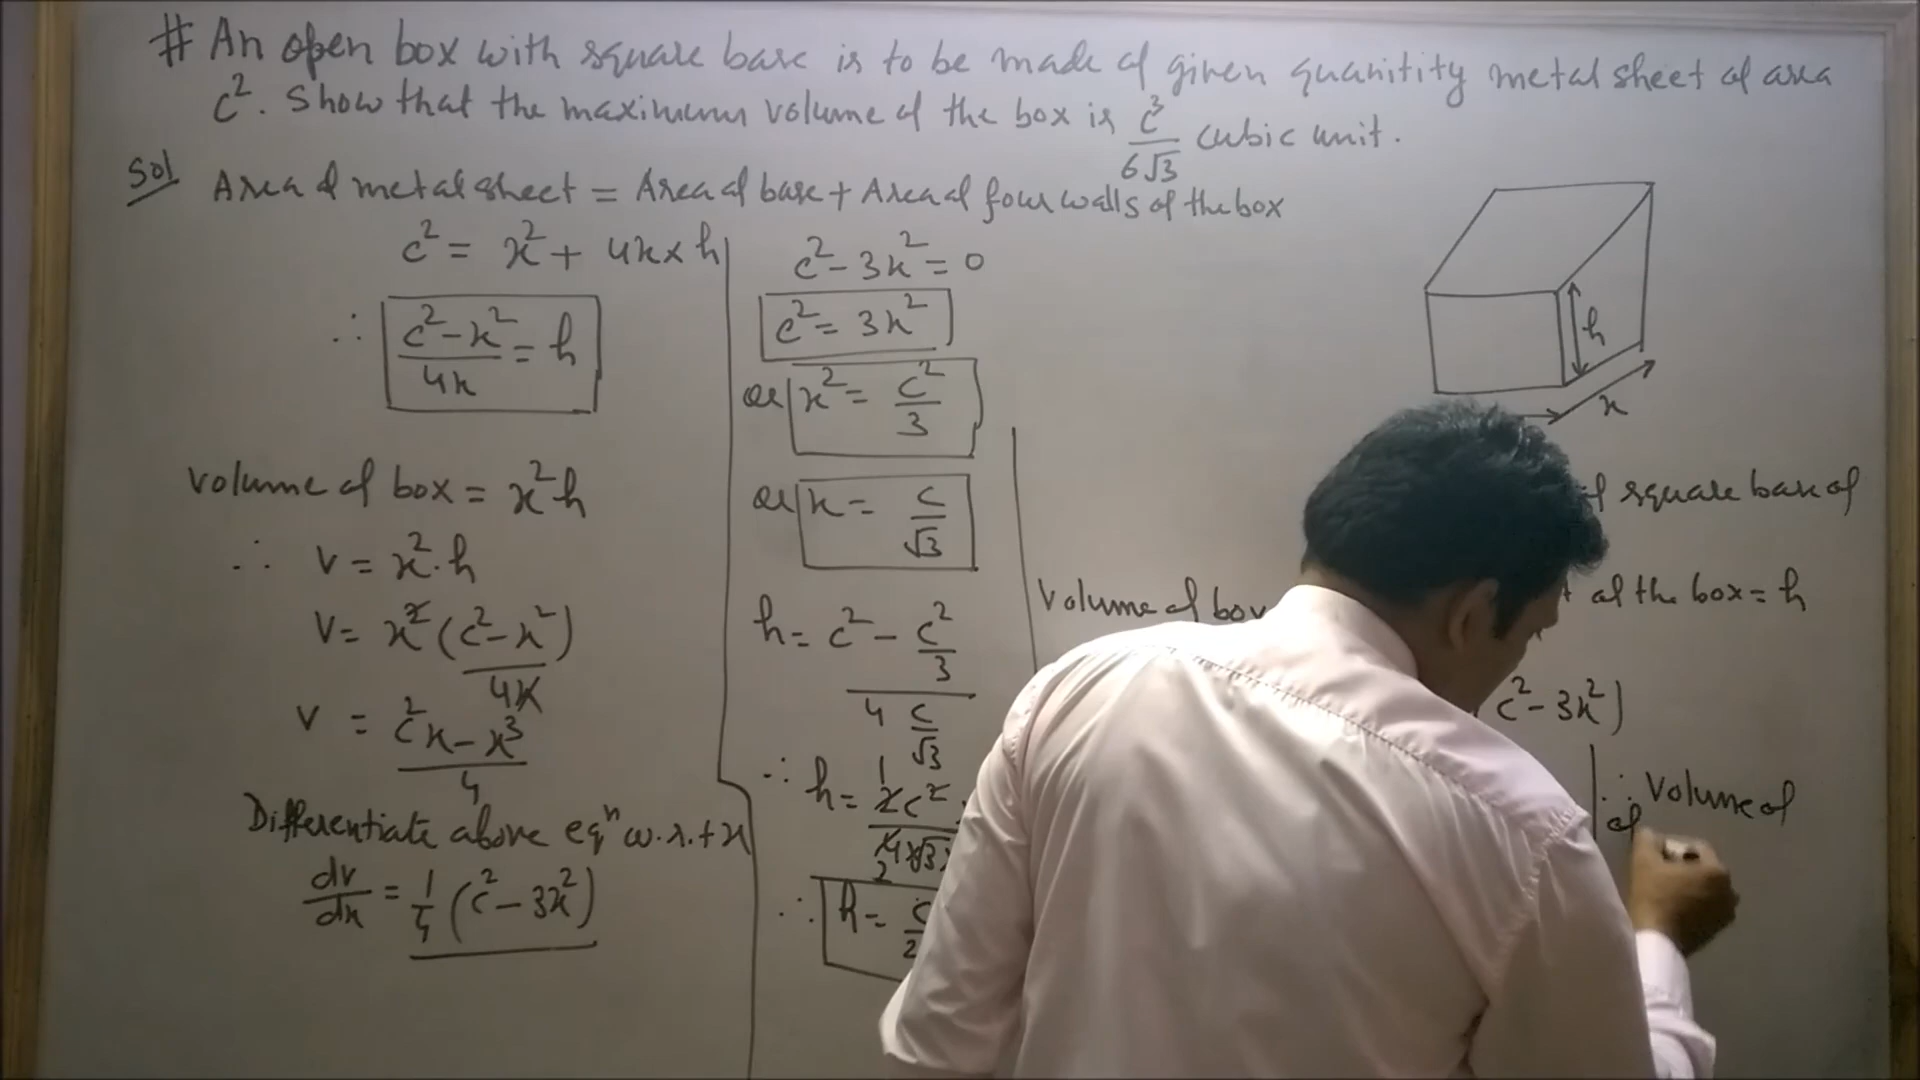 # An open box with square base is to be made of given quanitity metal sheet of area
c². Show that the maximum volume of the box is c³/6√3 cubic unit.
Sol
Area of metal sheet = Area of base + Area of four walls of the box
c² = x² + 4x × h
∴ (c² - x²)/4x = h
Volume of box = x²h
∴ V = x².h
V = x² (c² - x²)/4x
V = (c²x - x³)/4
Differentiate above eqⁿ w.r.t x
dv/dx = 1/4 (c² - 3x²)
c² - 3x² = 0
c² = 3x²
or x² = c²/3
or x = c/√3
h = (c² - c²/3)/(4 c/√3)
∴ h =
∴ h =
h
x
square base of
of the box = h
Volume of box
c² - 3x²)
∴ Volume of
of